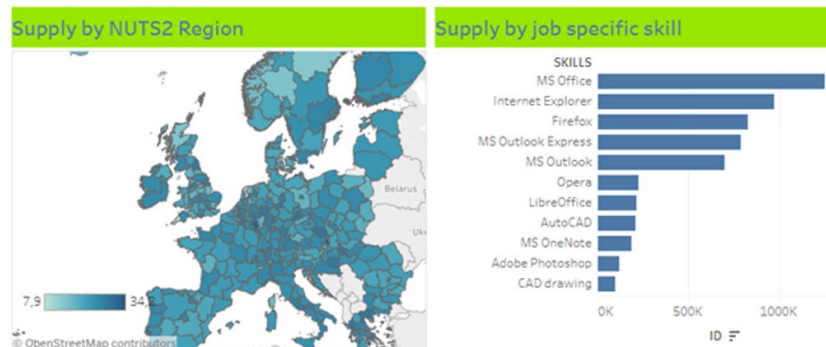 Supply by NUTS2 Region
Belarus
7,9
© OpenStreetMap contributors
Supply by job specific skill
SKILLS
MS Office
Internet Explorer
Firefox
MS Outlook Express
MS Outlook
Opera
LibreOffice
AutoCAD
MS OneNote
Adobe Photoshop
CAD drawing
0K 500K 1000K
ID